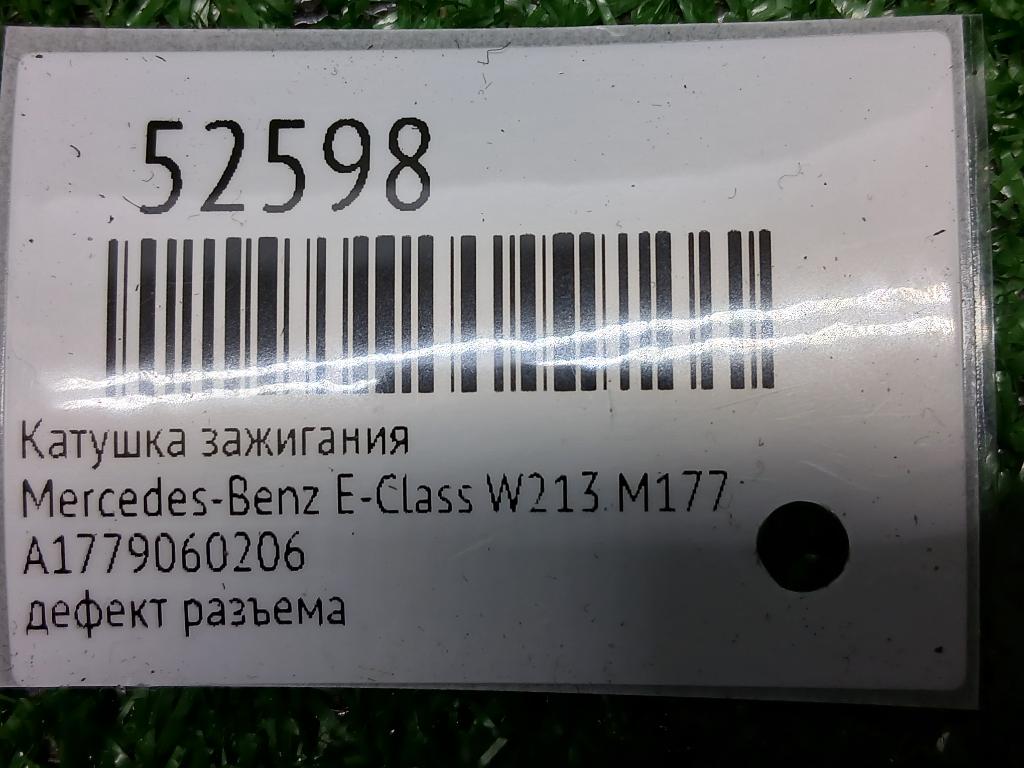 52598
Катушка зажигания
Mercedes-Benz E-Class W213 M177
A1779060206
дефект разъема